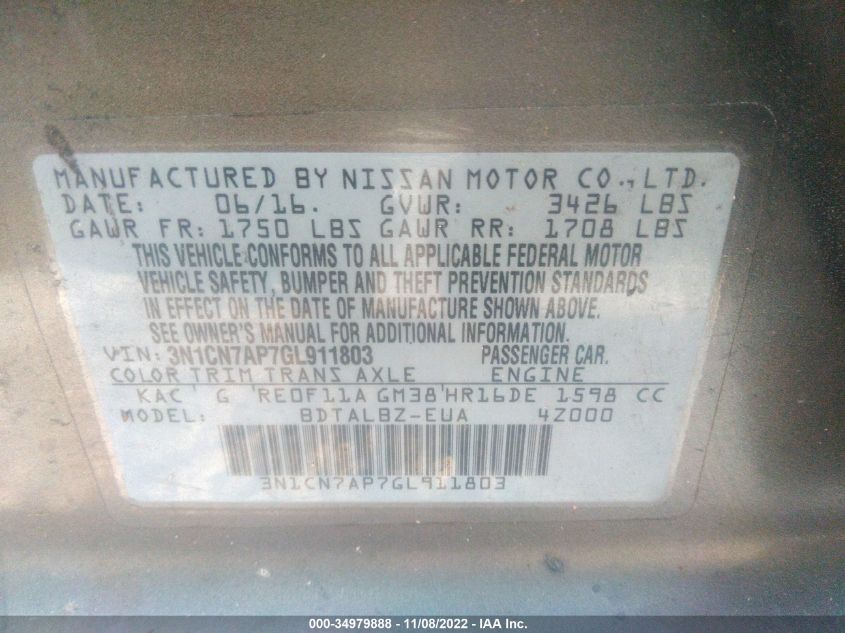 MANUFACTURED BY NISSAN MOTOR CO., LTD.
DATE: 06/16. GVWR: 3426 LBS
GAWR FR: 1750 LBS GAWR RR: 1708 LBS
THIS VEHICLE CONFORMS TO ALL APPLICABLE FEDERAL MOTOR
VEHICLE SAFETY, BUMPER AND THEFT PREVENTION STANDARDS
IN EFFECT ON THE DATE OF MANUFACTURE SHOWN ABOVE.
SEE OWNER'S MANUAL FOR ADDITIONAL INFORMATION.
VIN: 3N1CN7AP7GL911803 PASSENGER CAR.
COLOR TRIM TRANS AXLE ENGINE
KAC G RE0F11A GM38 HR16DE 1598 CC
MODEL: BDTALBZ-EUA 4Z000
3N1CN7AP7GL911803
000-34979888 - 11/08/2022 - IAA Inc.